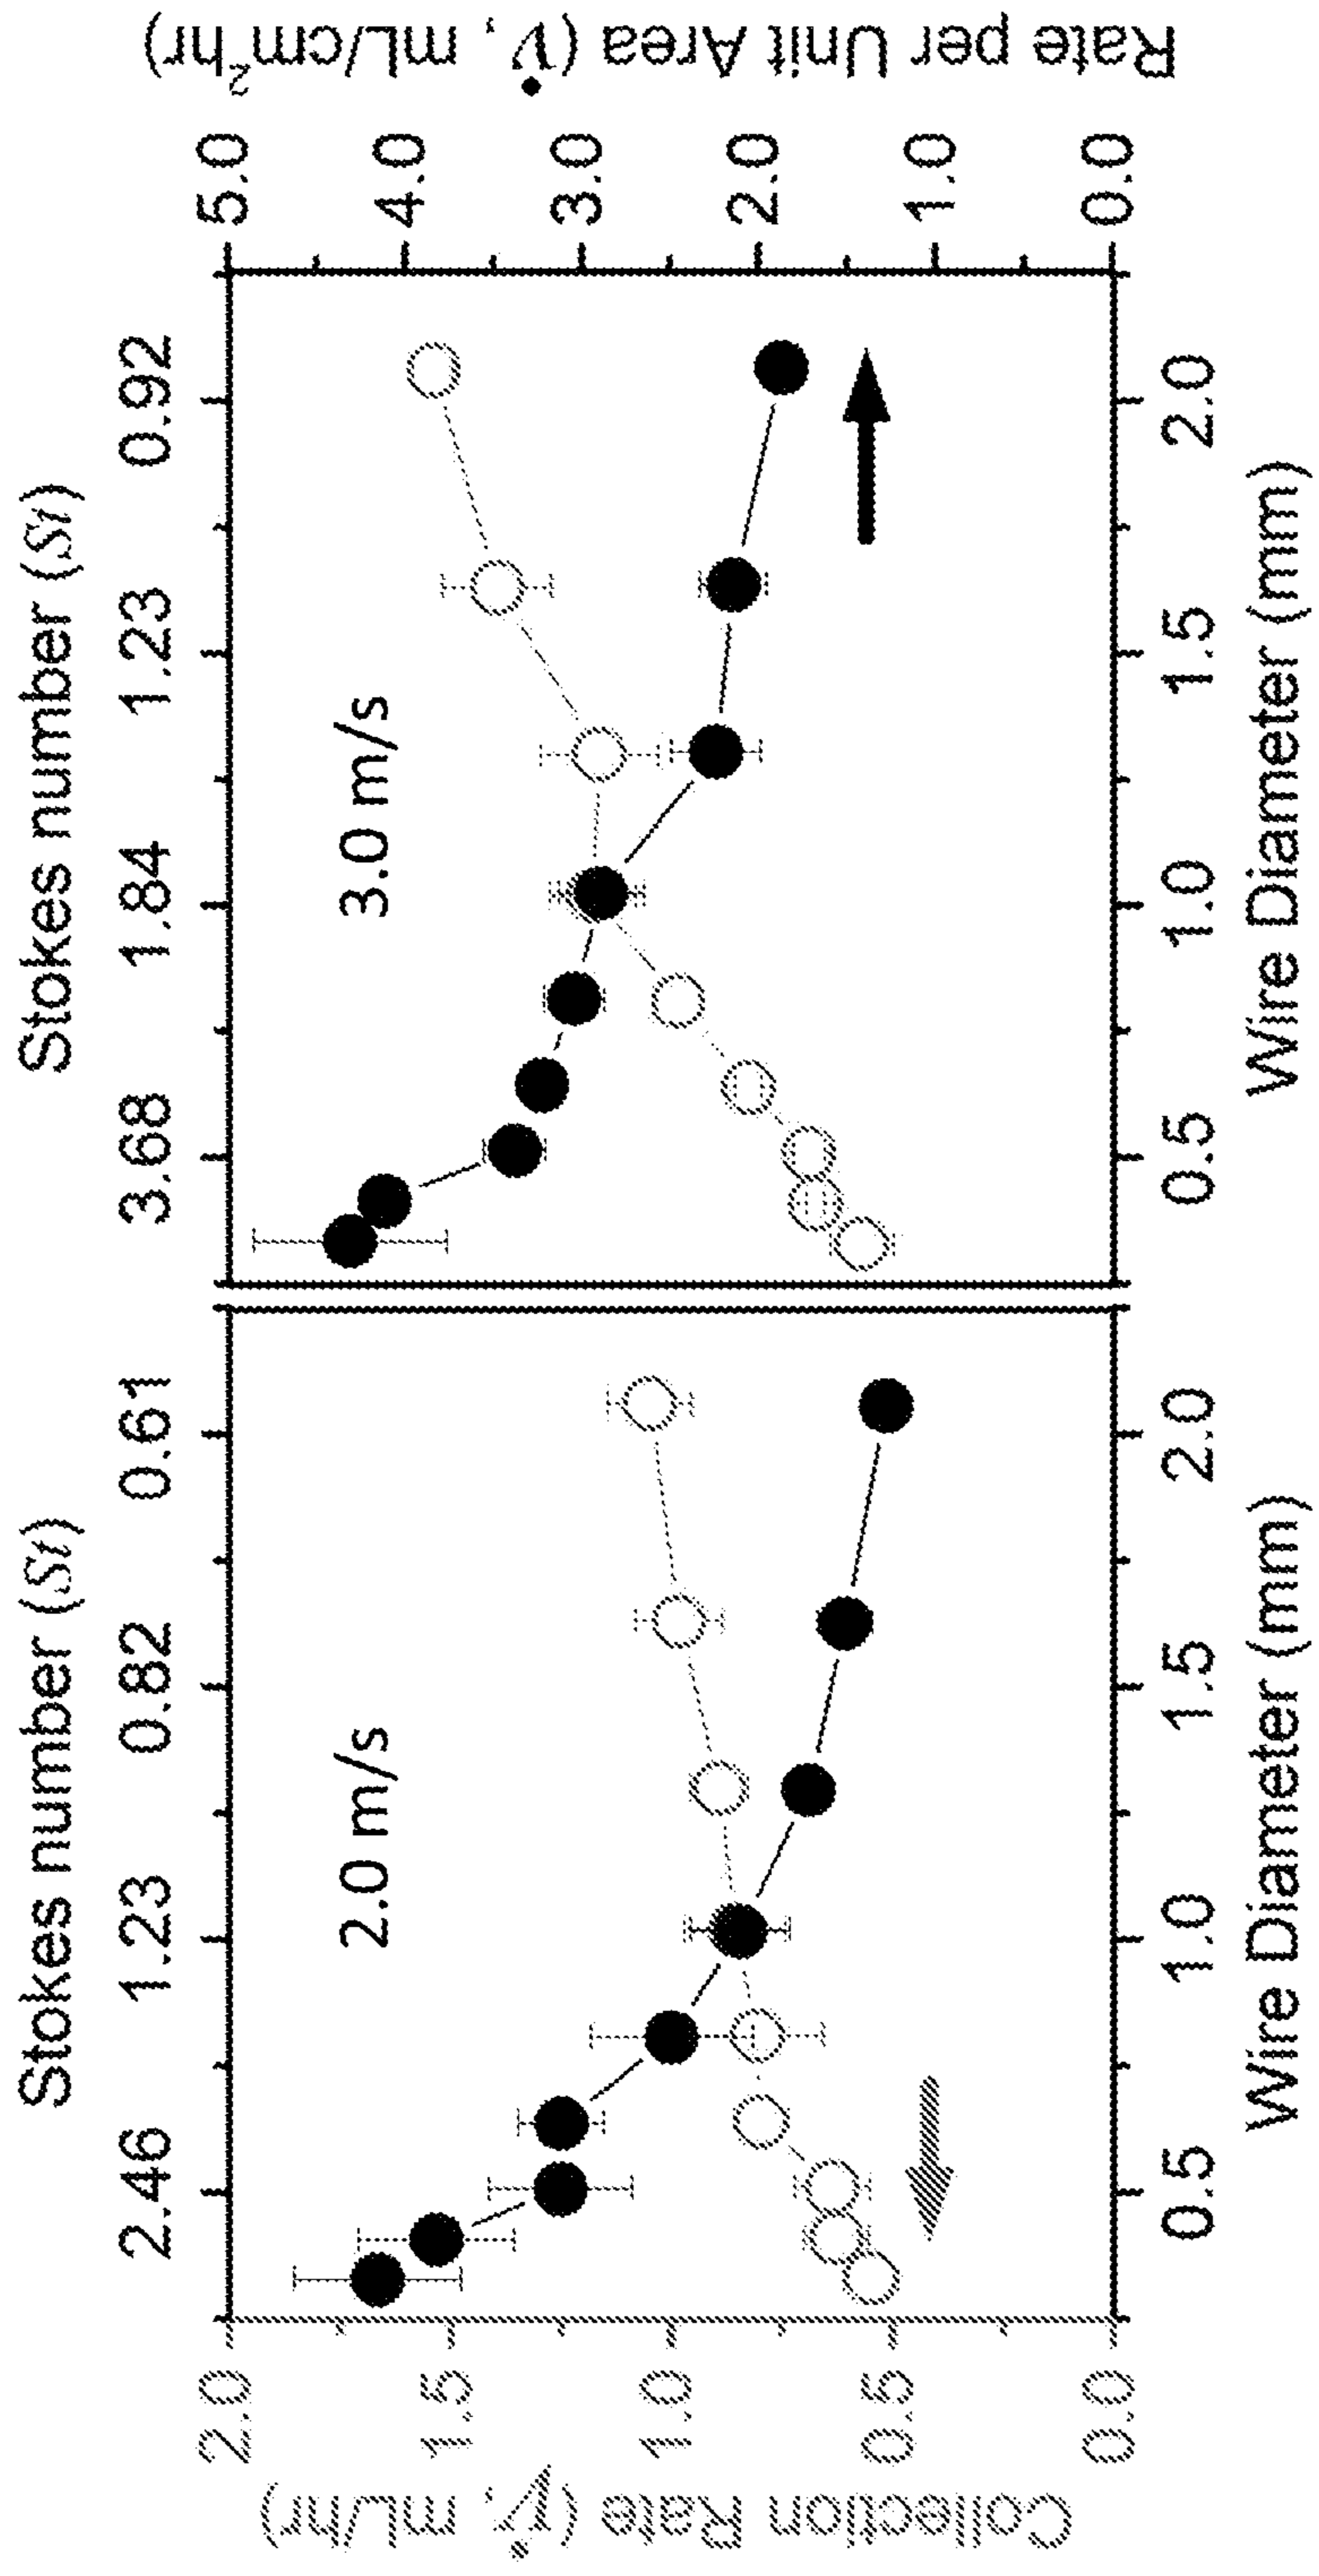 Stokes number (St)
Stokes number (St)
2.46 1.23 0.82 0.61
3.68 1.84 1.23 0.92
Collection Rate (V̇, mL/hr)
2.0
1.5
1.0
0.5
0.0
2.0 m/s
3.0 m/s
5.0
4.0
3.0
2.0
1.0
0.0
Rate per Unit Area (v̇, mL/cm²hr)
0.5 1.0 1.5 2.0
0.5 1.0 1.5 2.0
Wire Diameter (mm)
Wire Diameter (mm)